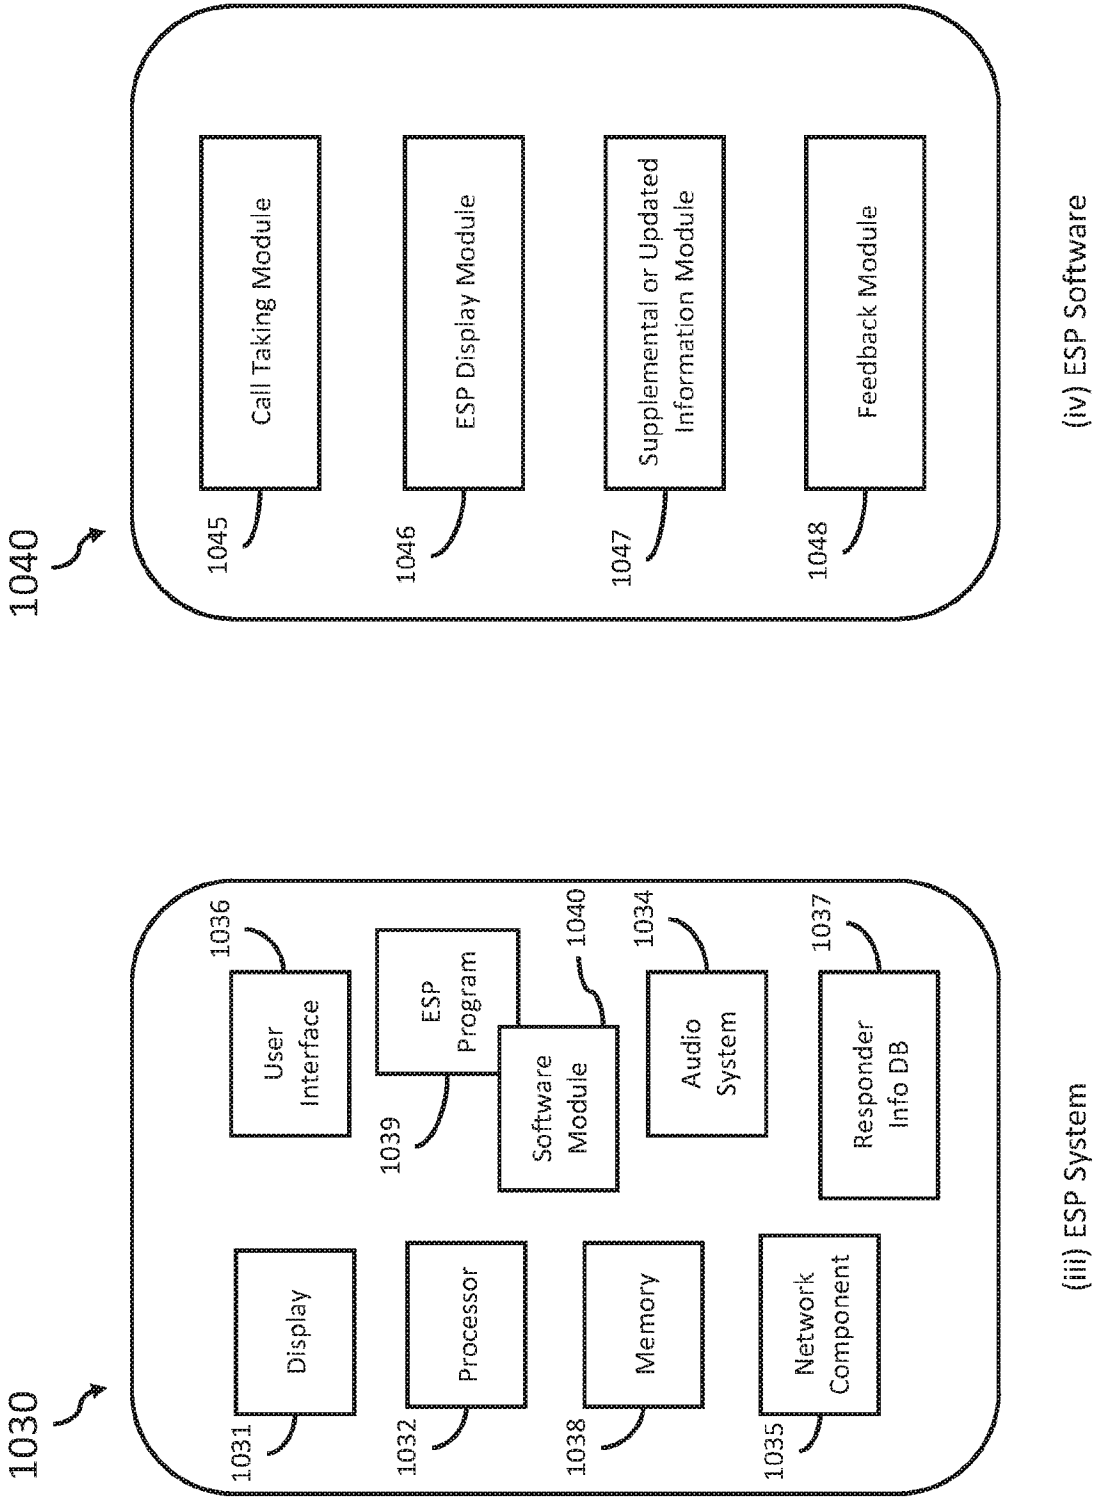 1030
1031
Display
1036
User
Interface
1032
Processor
1039
ESP
Program
Software
Module
1040
1038
Memory
1034
Audio
System
1035
Network
Component
1037
Responder
Info DB
(iii) ESP System
1040
1045
Call Taking Module
1046
ESP Display Module
1047
Supplemental or Updated
Information Module
1048
Feedback Module
(iv) ESP Software